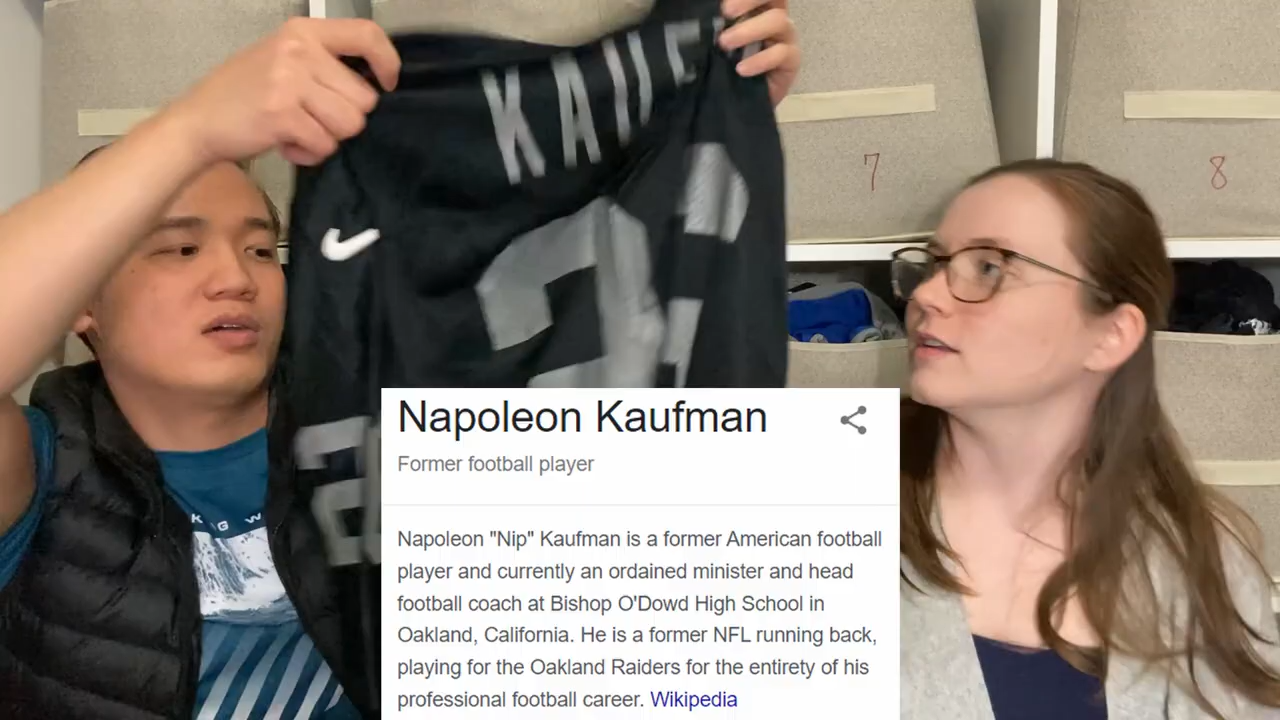 KAUF
7
8
Napoleon Kaufman
Former football player
Napoleon "Nip" Kaufman is a former American football
player and currently an ordained minister and head
football coach at Bishop O'Dowd High School in
Oakland, California. He is a former NFL running back,
playing for the Oakland Raiders for the entirety of his
professional football career. Wikipedia